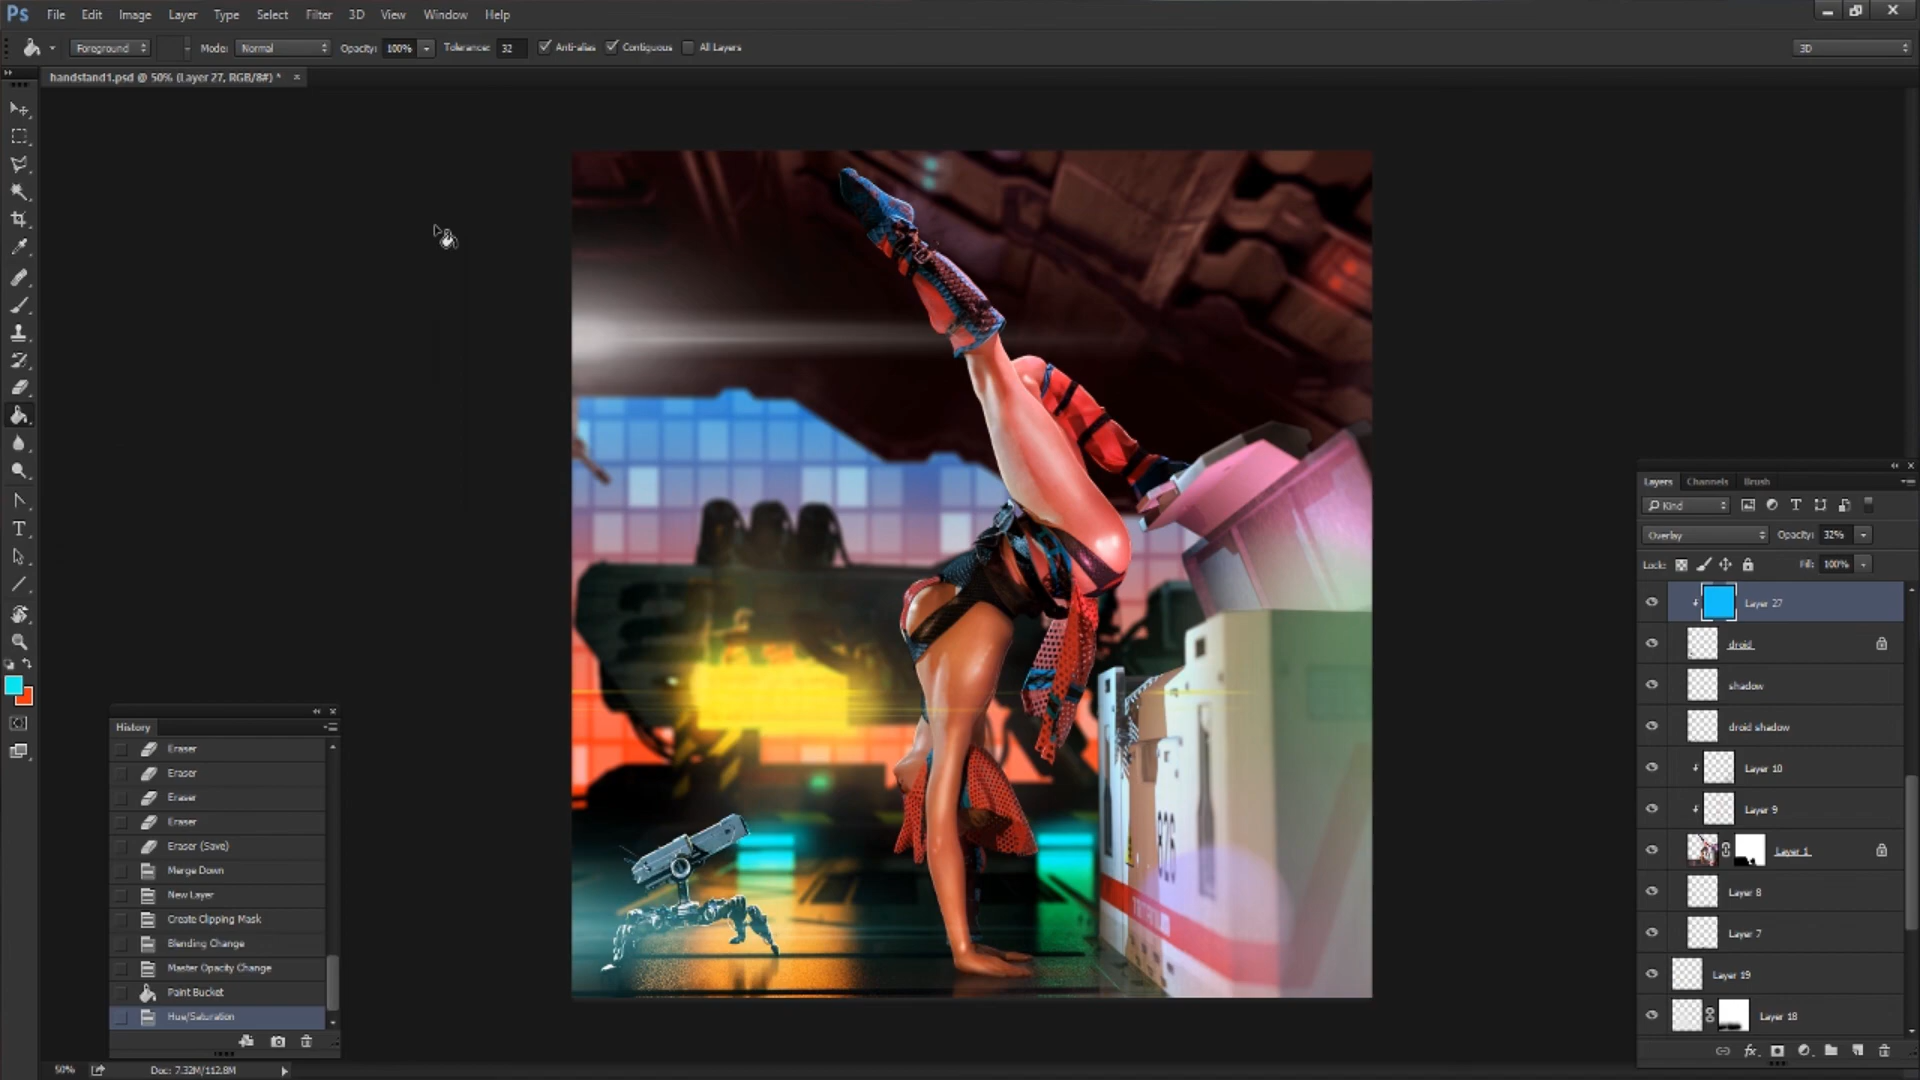 Ps File Edit Image Layer Type Select Filter 3D View Window Help
Foreground Mode: Normal Opacity: 100% Tolerance: 32 Anti-alias Contiguous All Layers 3D
handstand1.psd @ 50% (Layer 27, RGB/8#) *
Layers Channels Brush
Kind T
Overlay Opacity: 32%
Lock: Fill: 100%
Layer 27
droid
shadow
droid shadow
Layer 10
Layer 9
Layer 1
Layer 8
Layer 7
Layer 19
Layer 18
fx
T
History
Eraser
Eraser
Eraser
Eraser
Eraser (Save)
Merge Down
New Layer
Create Clipping Mask
Blending Change
Master Opacity Change
Paint Bucket
Hue/Saturation
826
50% Doc: 7.32M/112.8M